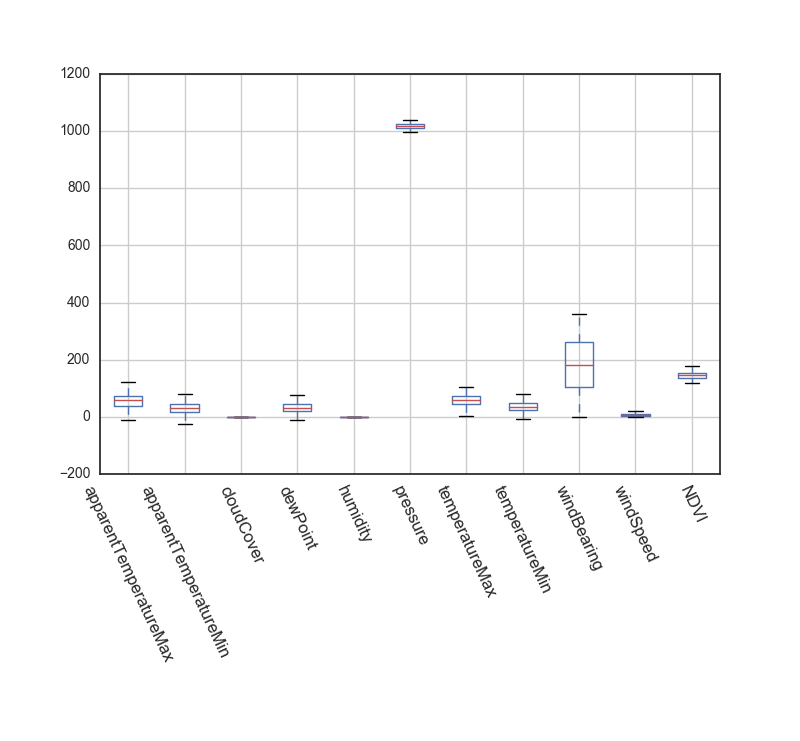 1200
1000
800
600
400
200
0
−200
apparentTemperatureMax
apparentTemperatureMin
cloudCover
dewPoint
humidity
pressure
temperatureMax
temperatureMin
windBearing
windSpeed
NDVI